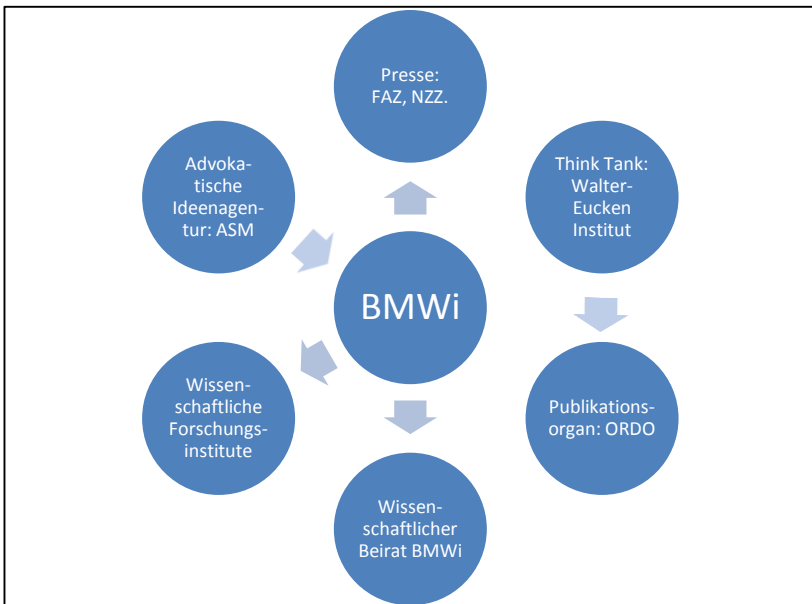 Presse:
FAZ, NZZ.
Advoka-
tische
Ideenagen-
tur: ASM
Think Tank:
Walter-
Eucken
Institut
BMWi
Wissen-
schaftliche
Forschungs-
institute
Publikations-
organ: ORDO
Wissen-
schaftlicher
Beirat BMWi